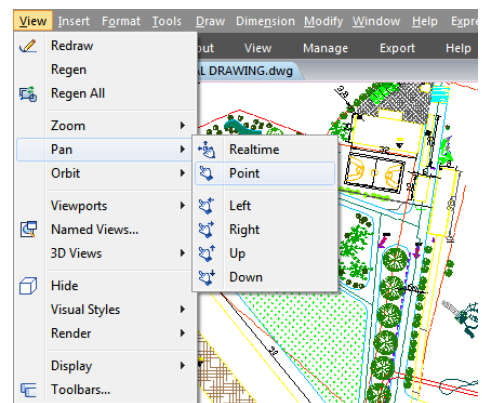 View Insert Format Tools Draw Dimension Modify Window Help Expre
out View Manage Export Help
AL DRAWING.dwg
Redraw
Regen
Regen All
Zoom
Pan
Orbit
Viewports
Named Views...
3D Views
Hide
Visual Styles
Render
Display
Toolbars...
Realtime
Point
Left
Right
Up
Down